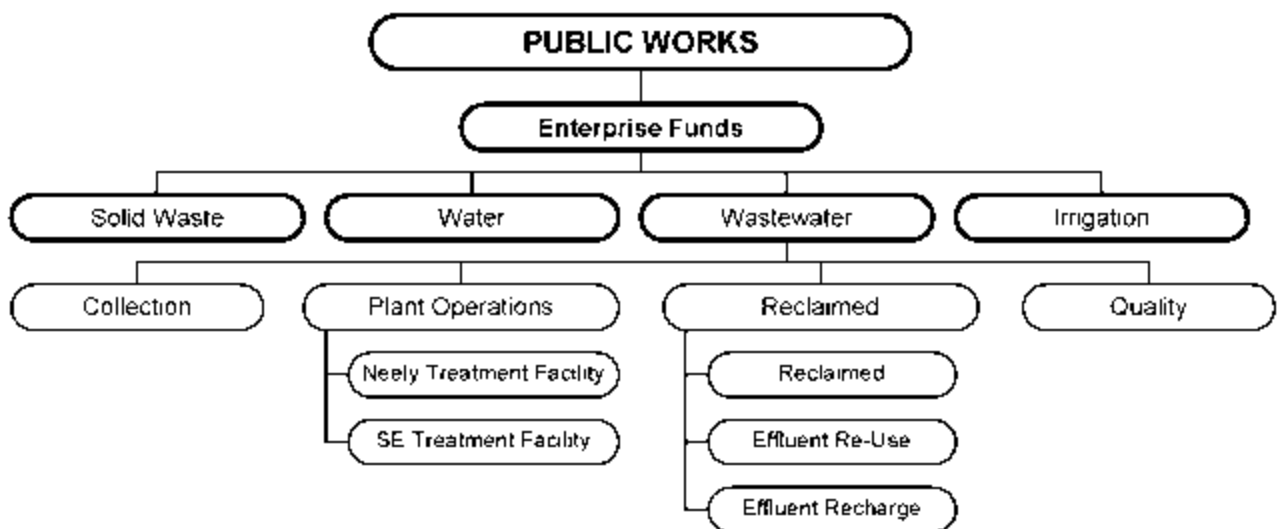 PUBLIC WORKS
Enterprise Funds
Solid Waste
Water
Wastewater
Irrigation
Collection
Plant Operations
Reclaimed
Quality
Neely Treatment Facility
Reclaimed
SE Treatment Facility
Effluent Re-Use
Effluent Recharge